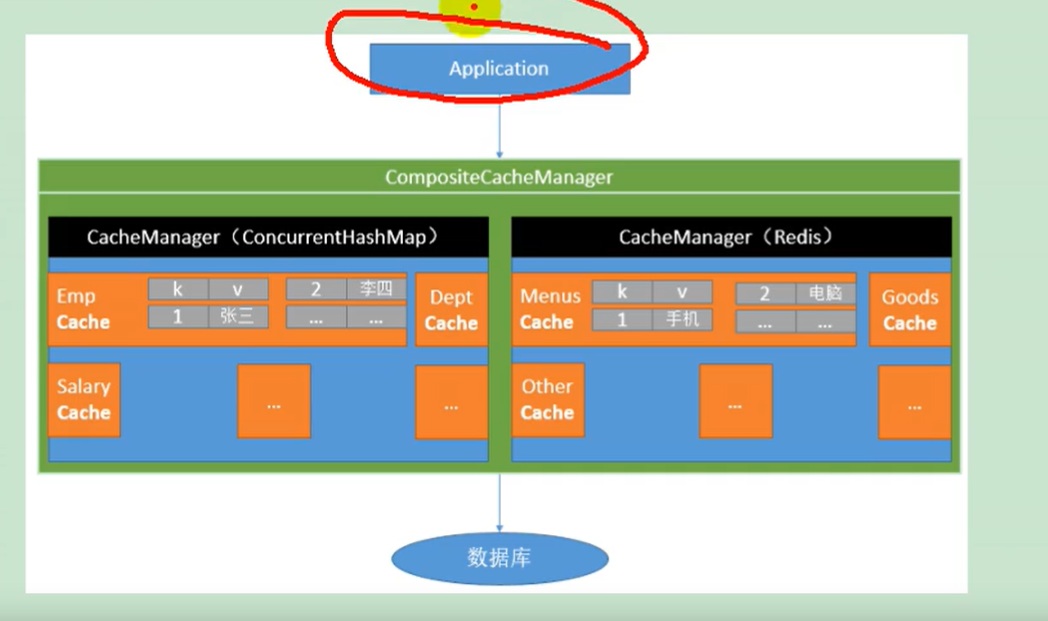 Application
CompositeCacheManager
CacheManager（ConcurrentHashMap）
CacheManager（Redis）
Emp
Cache
k v
1 张三
2 李四
... ...
Dept
Cache
Menus
Cache
k v
1 手机
2 电脑
... ...
Goods
Cache
Salary
Cache
...
...
Other
Cache
...
...
数据库